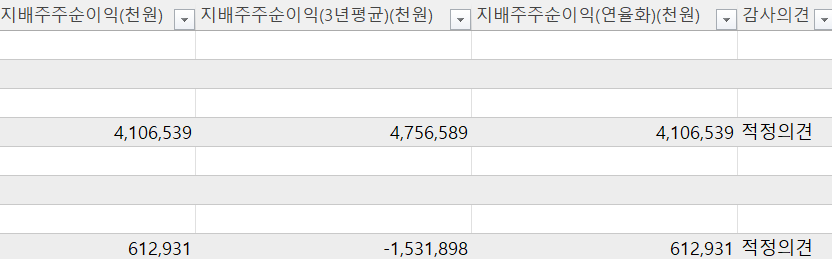 지배주주순이익(천원) 지배주주순이익(3년평균)(천원) 지배주주순이익(연율화)(천원) 감사의견
4,106,539 4,756,589 4,106,539 적정의견
612,931 -1,531,898 612,931 적정의견